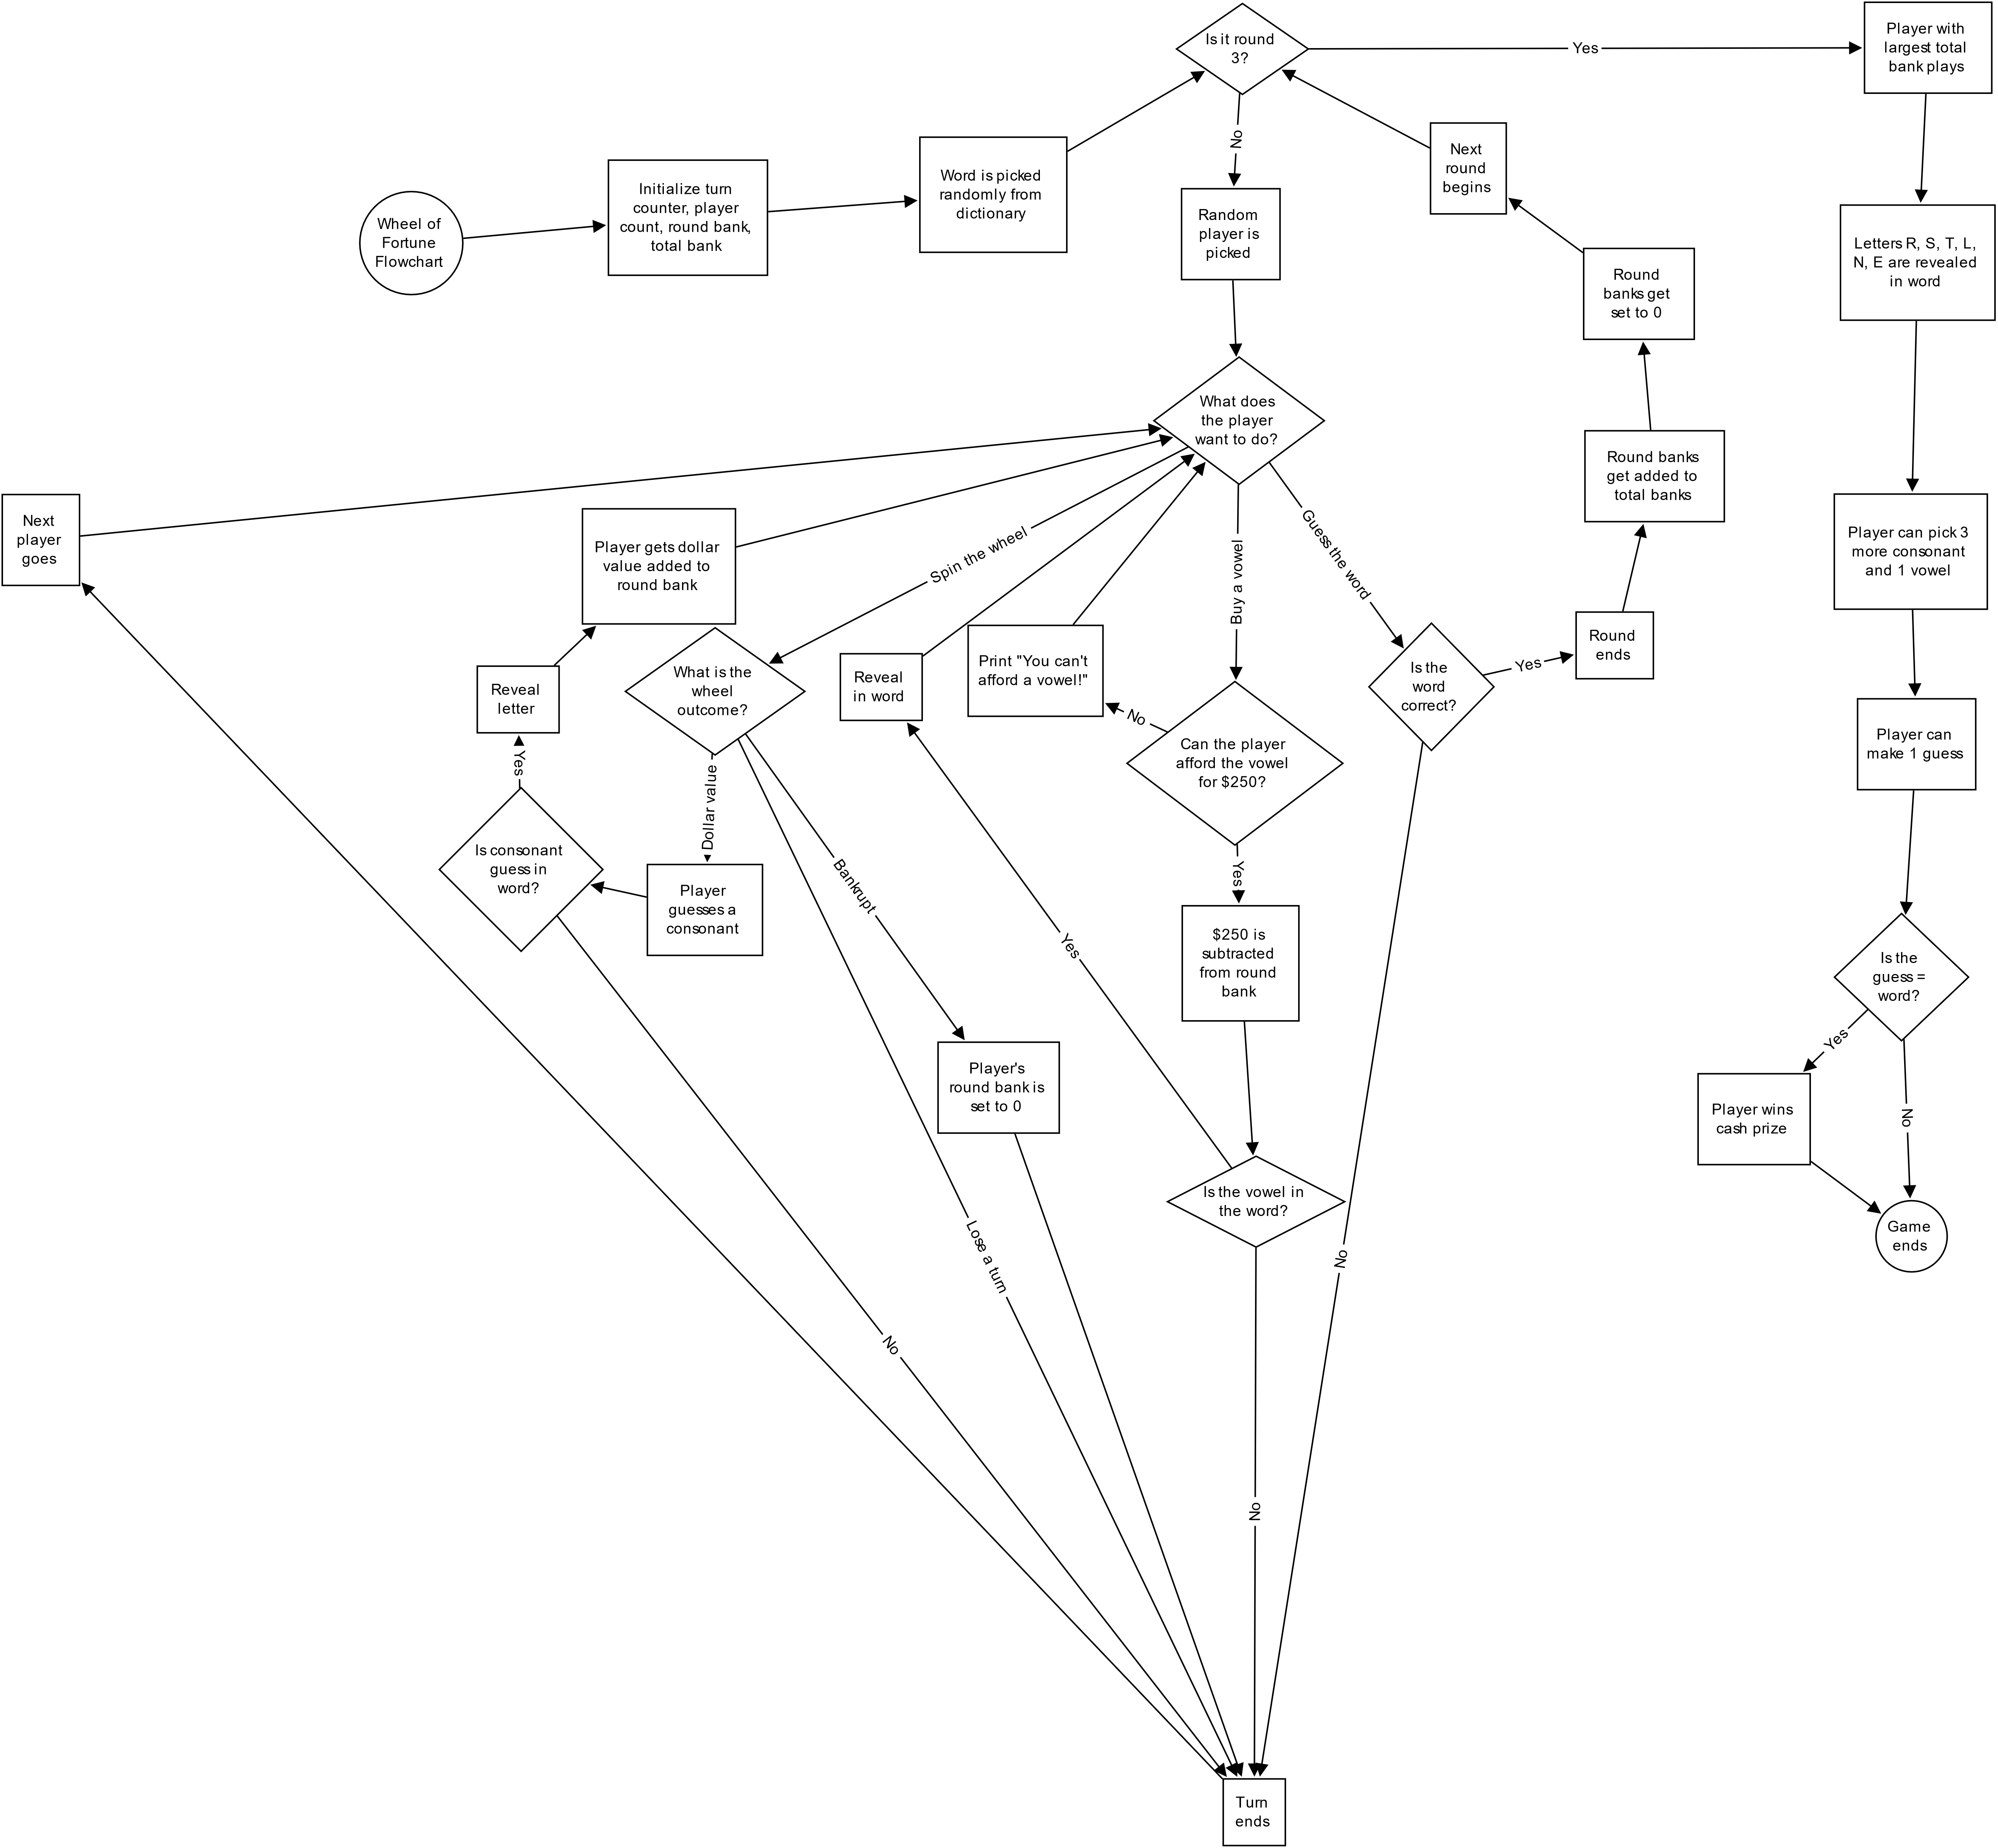 Is it round
3?
Yes
Player with
largest total
bank plays
No
Next
round
begins
Wheel of
Fortune
Flowchart
Initialize turn
counter, player
count, round bank,
total bank
Word is picked
randomly from
dictionary
Random
player is
picked
Round
banks get
set to 0
Letters R, S, T, L,
N, E are revealed
in word
What does
the player
want to do?
Round banks
get added to
total banks
Next
player
goes
Player gets dollar
value added to
round bank
Spin the wheel
Buy a vowel
Guess the word
Player can pick 3
more consonant
and 1 vowel
Reveal
letter
What is the
wheel
outcome?
Reveal
in word
Print "You can't
afford a vowel!"
No
Is the
word
correct?
Yes
Round
ends
Player can
make 1 guess
Yes
Dollar value
Can the player
afford the vowel
for $250?
Is consonant
guess in
word?
Player
guesses a
consonant
Bankrupt
Yes
Yes
$250 is
subtracted
from round
bank
Is the
guess =
word?
Yes
No
Player's
round bank is
set to 0
Player wins
cash prize
Is the vowel in
the word?
Lose a turn
No
Game
ends
No
No
Turn
ends